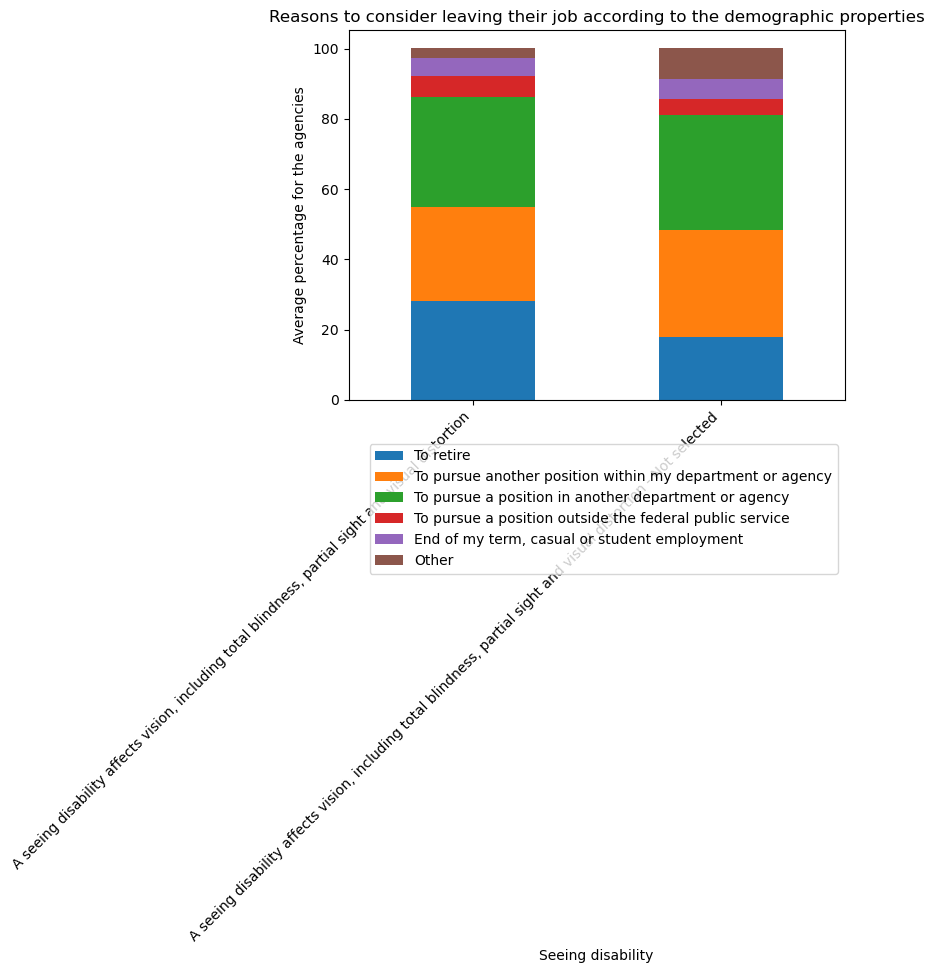 Reasons to consider leaving their job according to the demographic properties
Average percentage for the agencies
100
80
60
40
20
0
A seeing disability affects vision, including total blindness, partial sight and visual distortion
A seeing disability affects vision, including total blindness, partial sight and visual distortion - Not selected
To retire
To pursue another position within my department or agency
To pursue a position in another department or agency
To pursue a position outside the federal public service
End of my term, casual or student employment
Other
Seeing disability